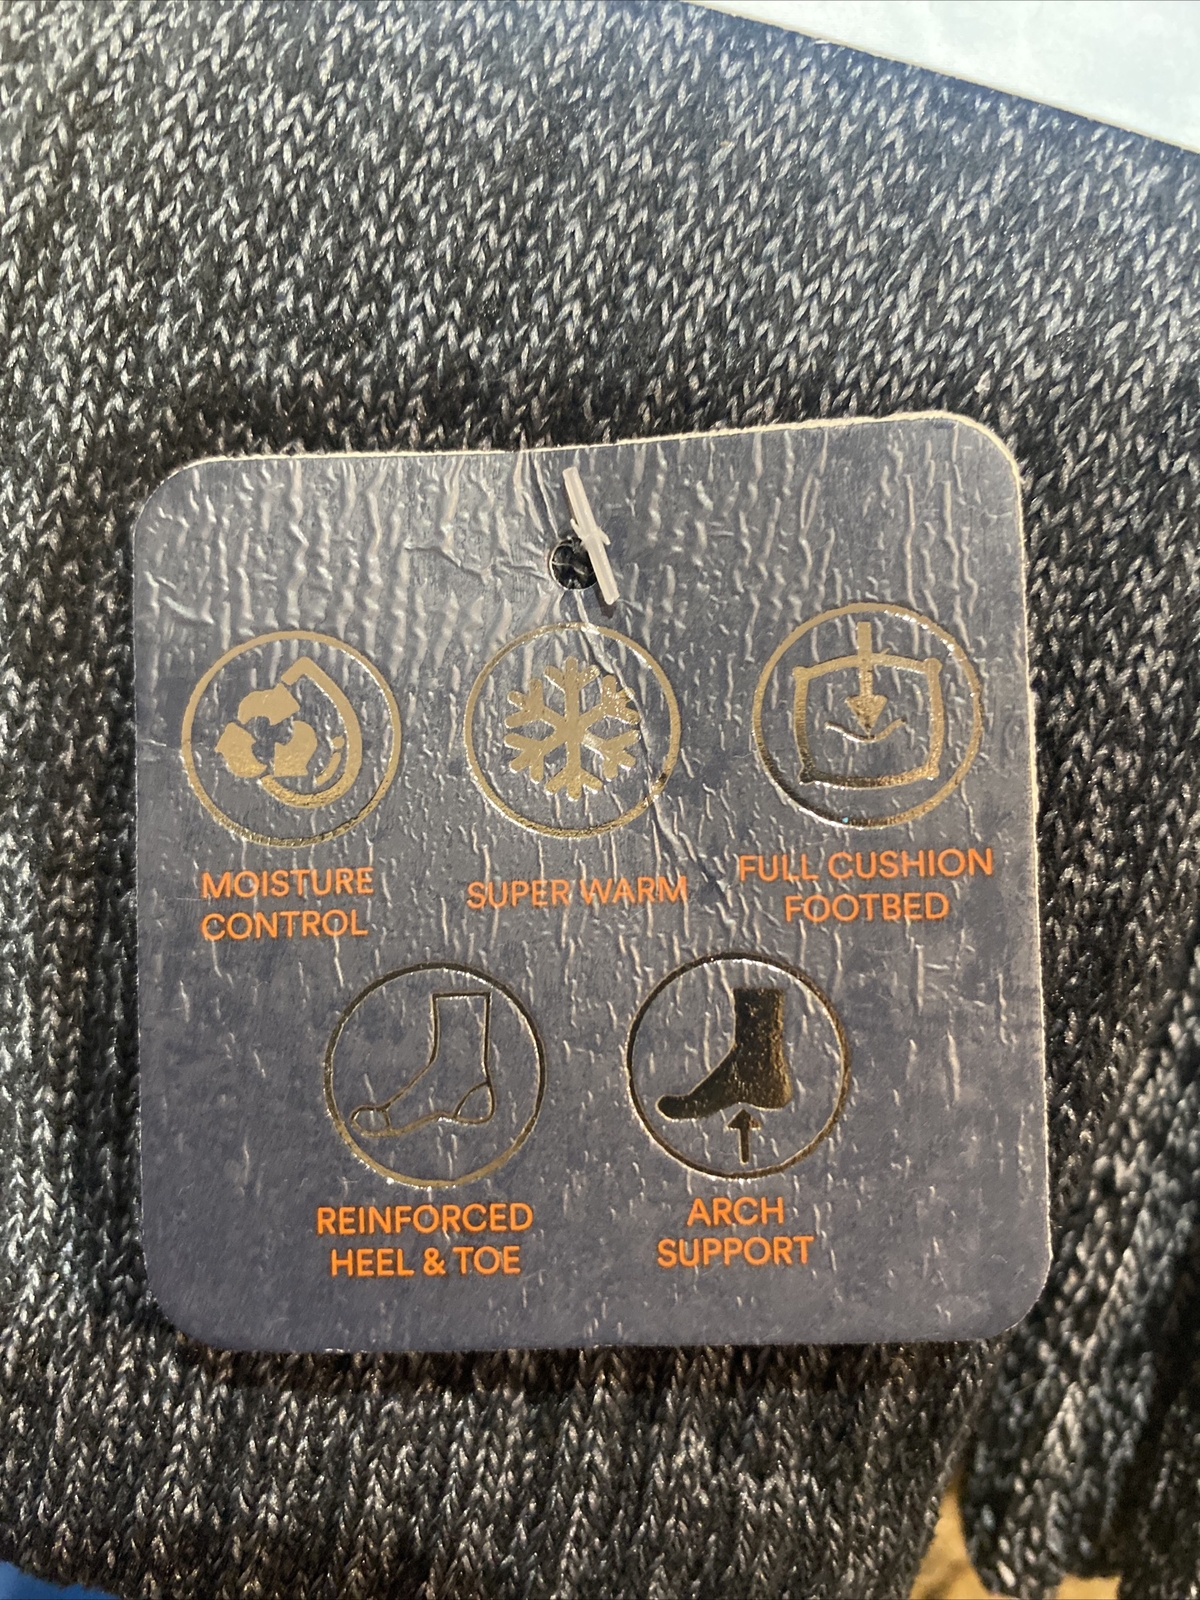 MOISTURE
CONTROL
SUPER WARM
FULL CUSHION
FOOTBED
REINFORCED
HEEL & TOE
ARCH
SUPPORT